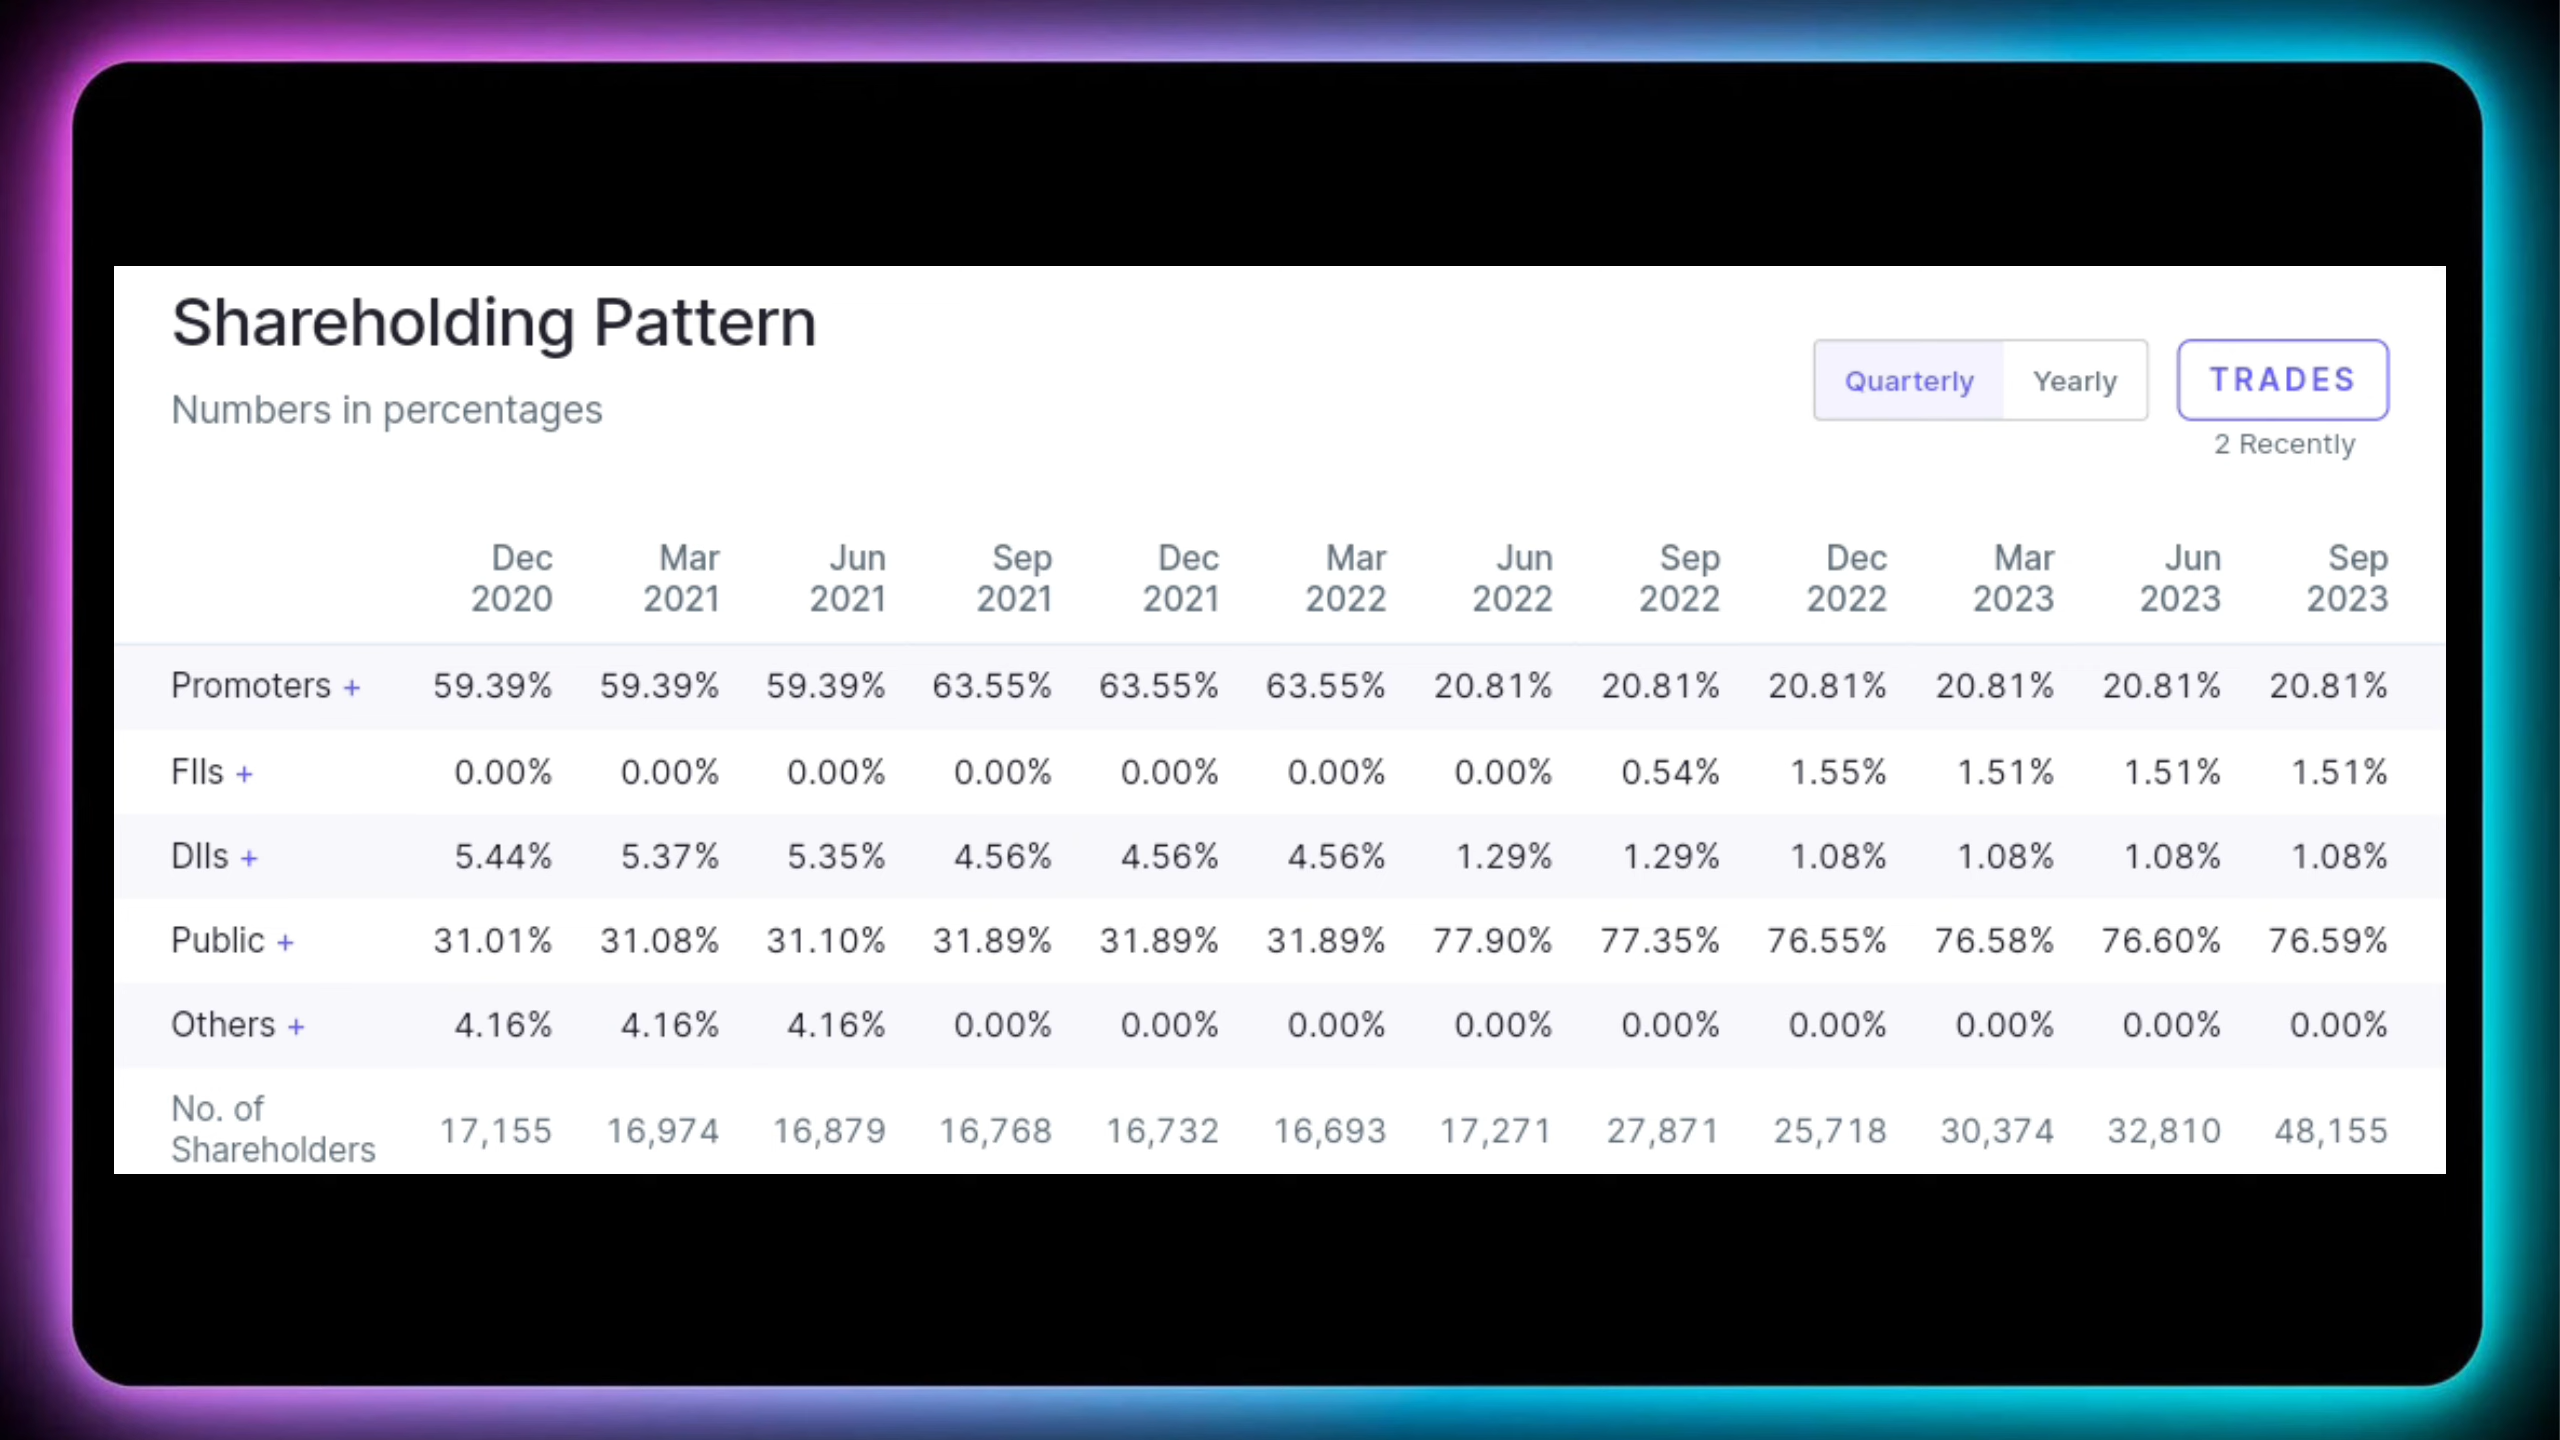 Shareholding Pattern
Numbers in percentages
Quarterly Yearly TRADES
2 Recently
Dec Mar Jun Sep Dec Mar Jun Sep Dec Mar Jun Sep
2020 2021 2021 2021 2021 2022 2022 2022 2022 2023 2023 2023
Promoters + 59.39% 59.39% 59.39% 63.55% 63.55% 63.55% 20.81% 20.81% 20.81% 20.81% 20.81% 20.81%
FIIs + 0.00% 0.00% 0.00% 0.00% 0.00% 0.00% 0.00% 0.54% 1.55% 1.51% 1.51% 1.51%
DIIs + 5.44% 5.37% 5.35% 4.56% 4.56% 4.56% 1.29% 1.29% 1.08% 1.08% 1.08% 1.08%
Public + 31.01% 31.08% 31.10% 31.89% 31.89% 31.89% 77.90% 77.35% 76.55% 76.58% 76.60% 76.59%
Others + 4.16% 4.16% 4.16% 0.00% 0.00% 0.00% 0.00% 0.00% 0.00% 0.00% 0.00% 0.00%
No. of
Shareholders 17,155 16,974 16,879 16,768 16,732 16,693 17,271 27,871 25,718 30,374 32,810 48,155